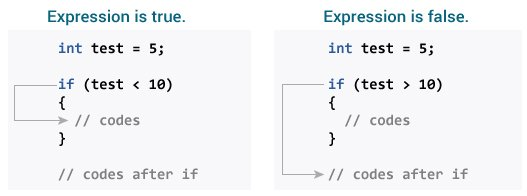 Expression is true.
int test = 5;
if (test < 10)
{
// codes
}
// codes after if
Expression is false.
int test = 5;
if (test > 10)
{
// codes
}
// codes after if